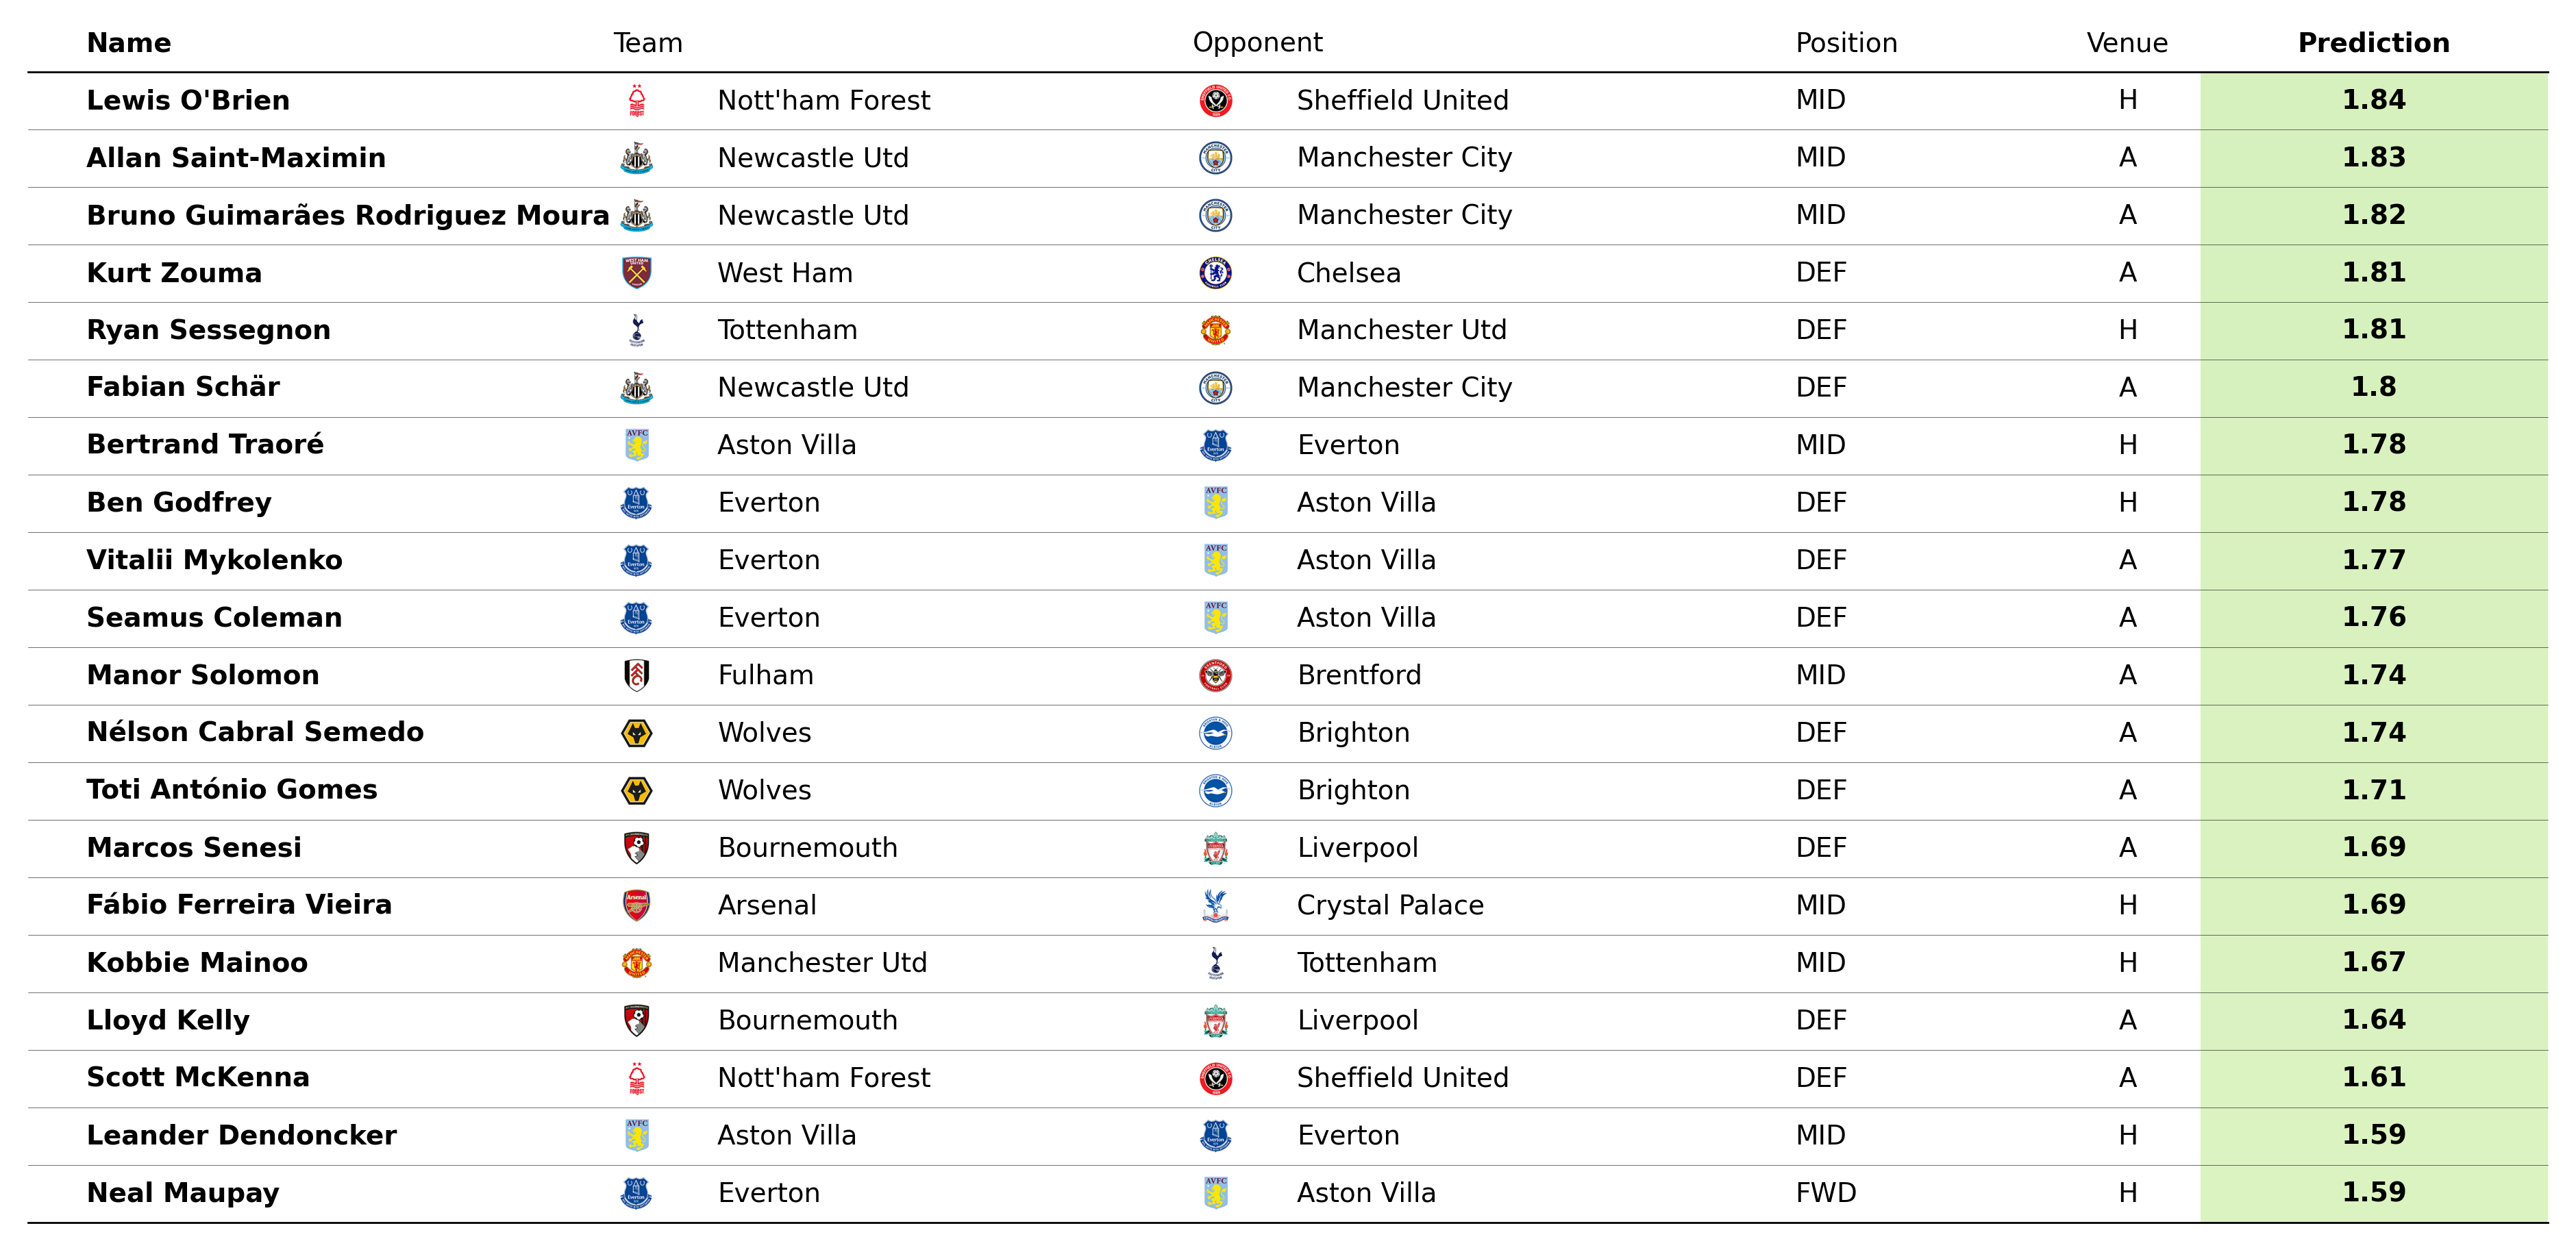 Name Team Opponent Position Venue Prediction
Lewis O'Brien Nott'ham Forest Sheffield United MID H 1.84
Allan Saint-Maximin Newcastle Utd Manchester City MID A 1.83
Bruno Guimarães Rodriguez Moura Newcastle Utd Manchester City MID A 1.82
Kurt Zouma West Ham Chelsea DEF A 1.81
Ryan Sessegnon Tottenham Manchester Utd DEF H 1.81
Fabian Schär Newcastle Utd Manchester City DEF A 1.8
Bertrand Traoré Aston Villa Everton MID H 1.78
Ben Godfrey Everton Aston Villa DEF H 1.78
Vitalii Mykolenko Everton Aston Villa DEF A 1.77
Seamus Coleman Everton Aston Villa DEF A 1.76
Manor Solomon Fulham Brentford MID A 1.74
Nélson Cabral Semedo Wolves Brighton DEF A 1.74
Toti António Gomes Wolves Brighton DEF A 1.71
Marcos Senesi Bournemouth Liverpool DEF A 1.69
Fábio Ferreira Vieira Arsenal Crystal Palace MID H 1.69
Kobbie Mainoo Manchester Utd Tottenham MID H 1.67
Lloyd Kelly Bournemouth Liverpool DEF A 1.64
Scott McKenna Nott'ham Forest Sheffield United DEF A 1.61
Leander Dendoncker Aston Villa Everton MID H 1.59
Neal Maupay Everton Aston Villa FWD H 1.59